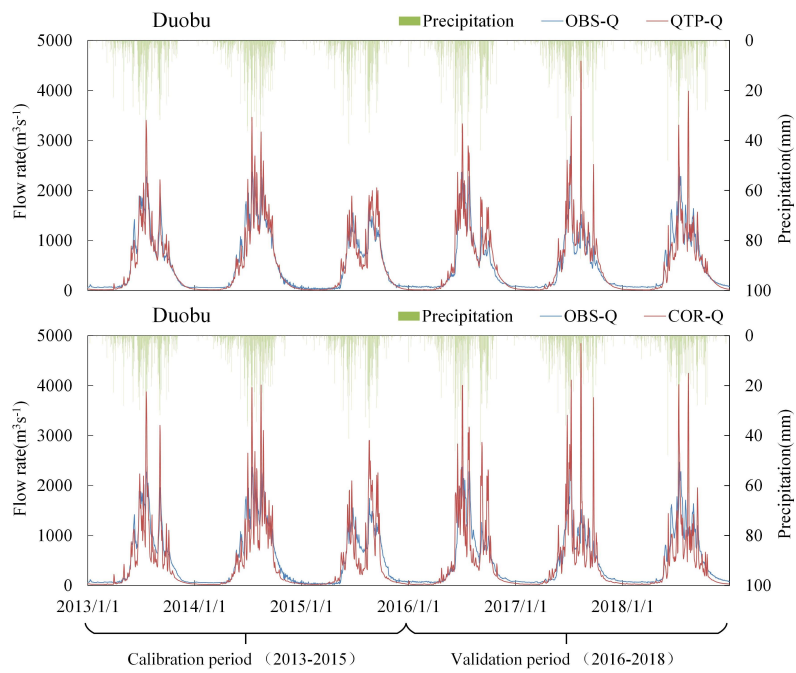 Duobu
Precipitation OBS-Q QTP-Q
5000 0
4000 20
3000 40
2000 60
1000 80
0 100
Flow rate(m³s⁻¹)
Precipitation(mm)
Duobu
Precipitation OBS-Q COR-Q
5000 0
4000 20
3000 40
2000 60
1000 80
0 100
Flow rate(m³s⁻¹)
Precipitation(mm)
2013/1/1 2014/1/1 2015/1/1 2016/1/1 2017/1/1 2018/1/1
Calibration period （2013-2015） Validation period （2016-2018）